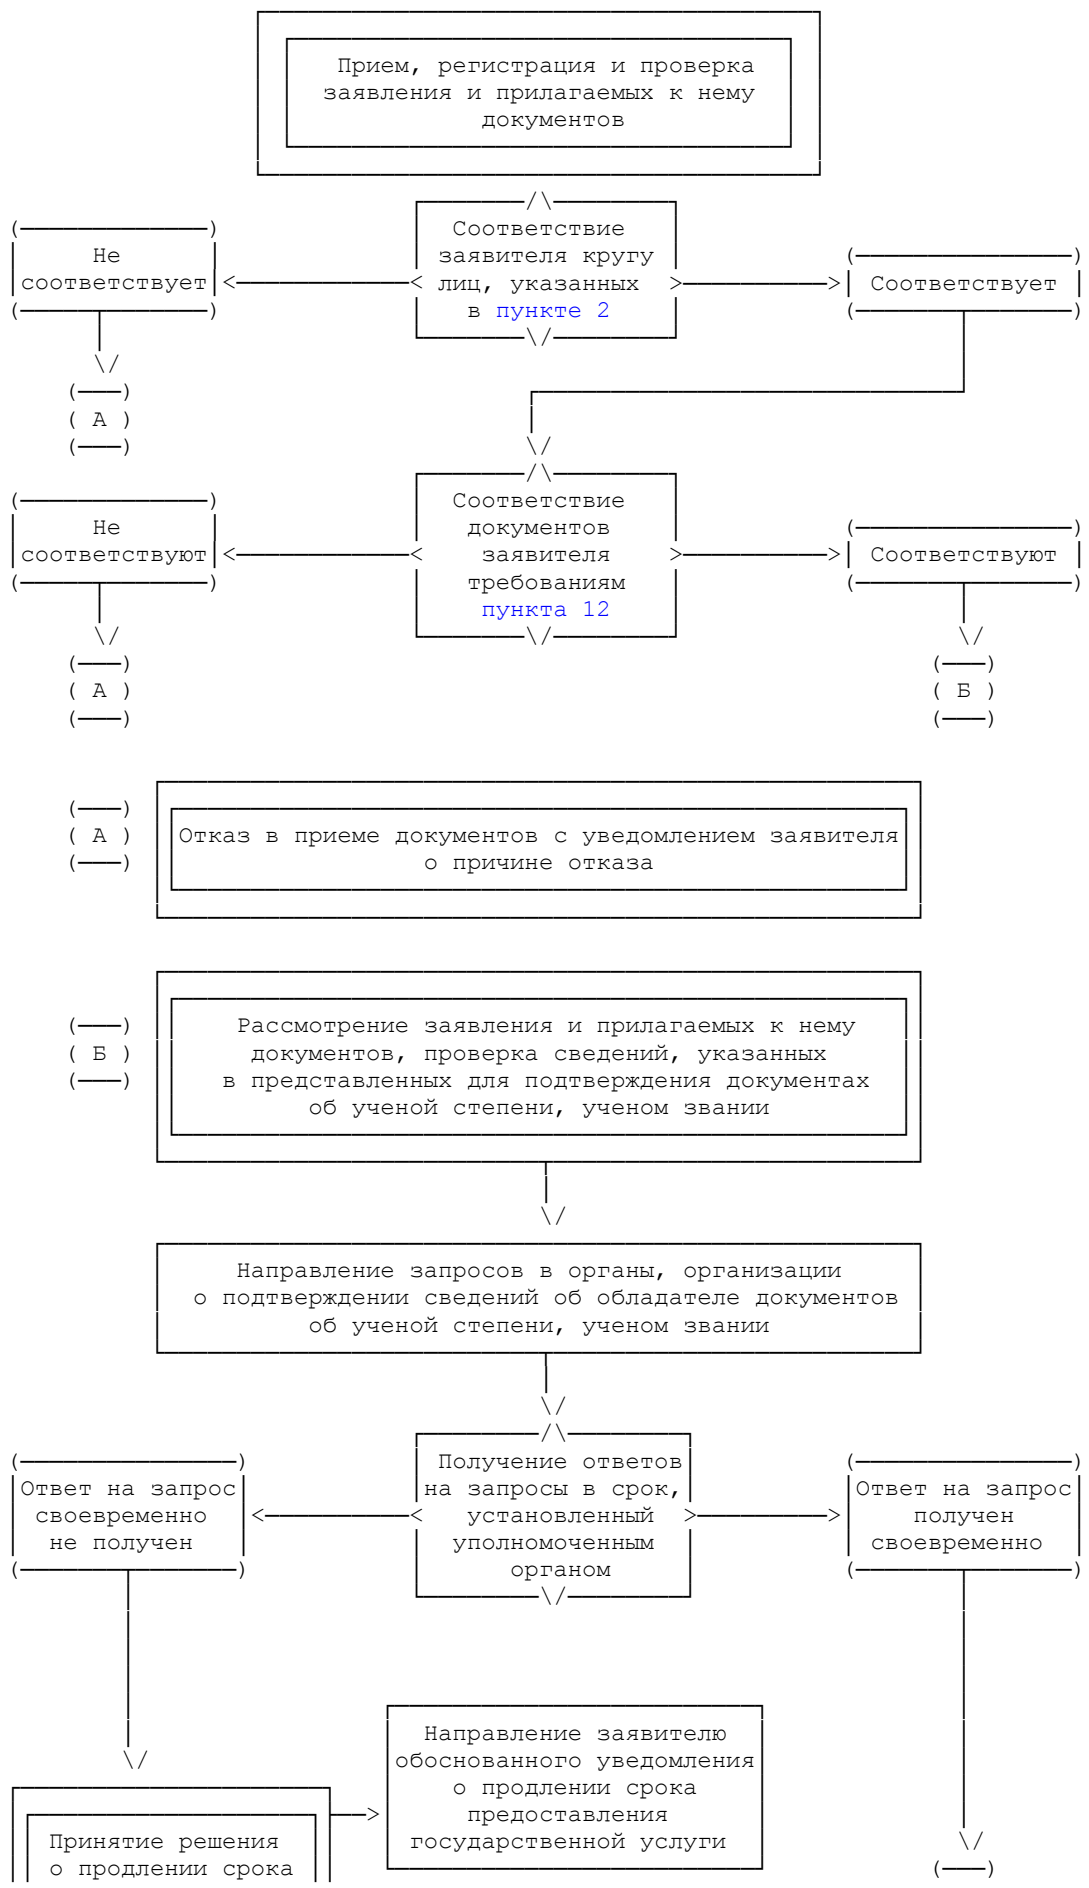 Прием, регистрация и проверка
заявления и прилагаемых к нему
документов
Соответствие
заявителя кругу
лиц, указанных
в пункте 2
Не
соответствует
Соответствует
А
Соответствие
документов
заявителя
требованиям
пункта 12
Не
соответствуют
Соответствуют
А
Б
А
Отказ в приеме документов с уведомлением заявителя
о причине отказа
Б
Рассмотрение заявления и прилагаемых к нему
документов, проверка сведений, указанных
в представленных для подтверждения документах
об ученой степени, ученом звании
Направление запросов в органы, организации
о подтверждении сведений об обладателе документов
об ученой степени, ученом звании
Получение ответов
на запросы в срок,
установленный
уполномоченным
органом
Ответ на запрос
своевременно
не получен
Ответ на запрос
получен
своевременно
Направление заявителю
обоснованного уведомления
о продлении срока
предоставления
государственной услуги
Принятие решения
о продлении срока